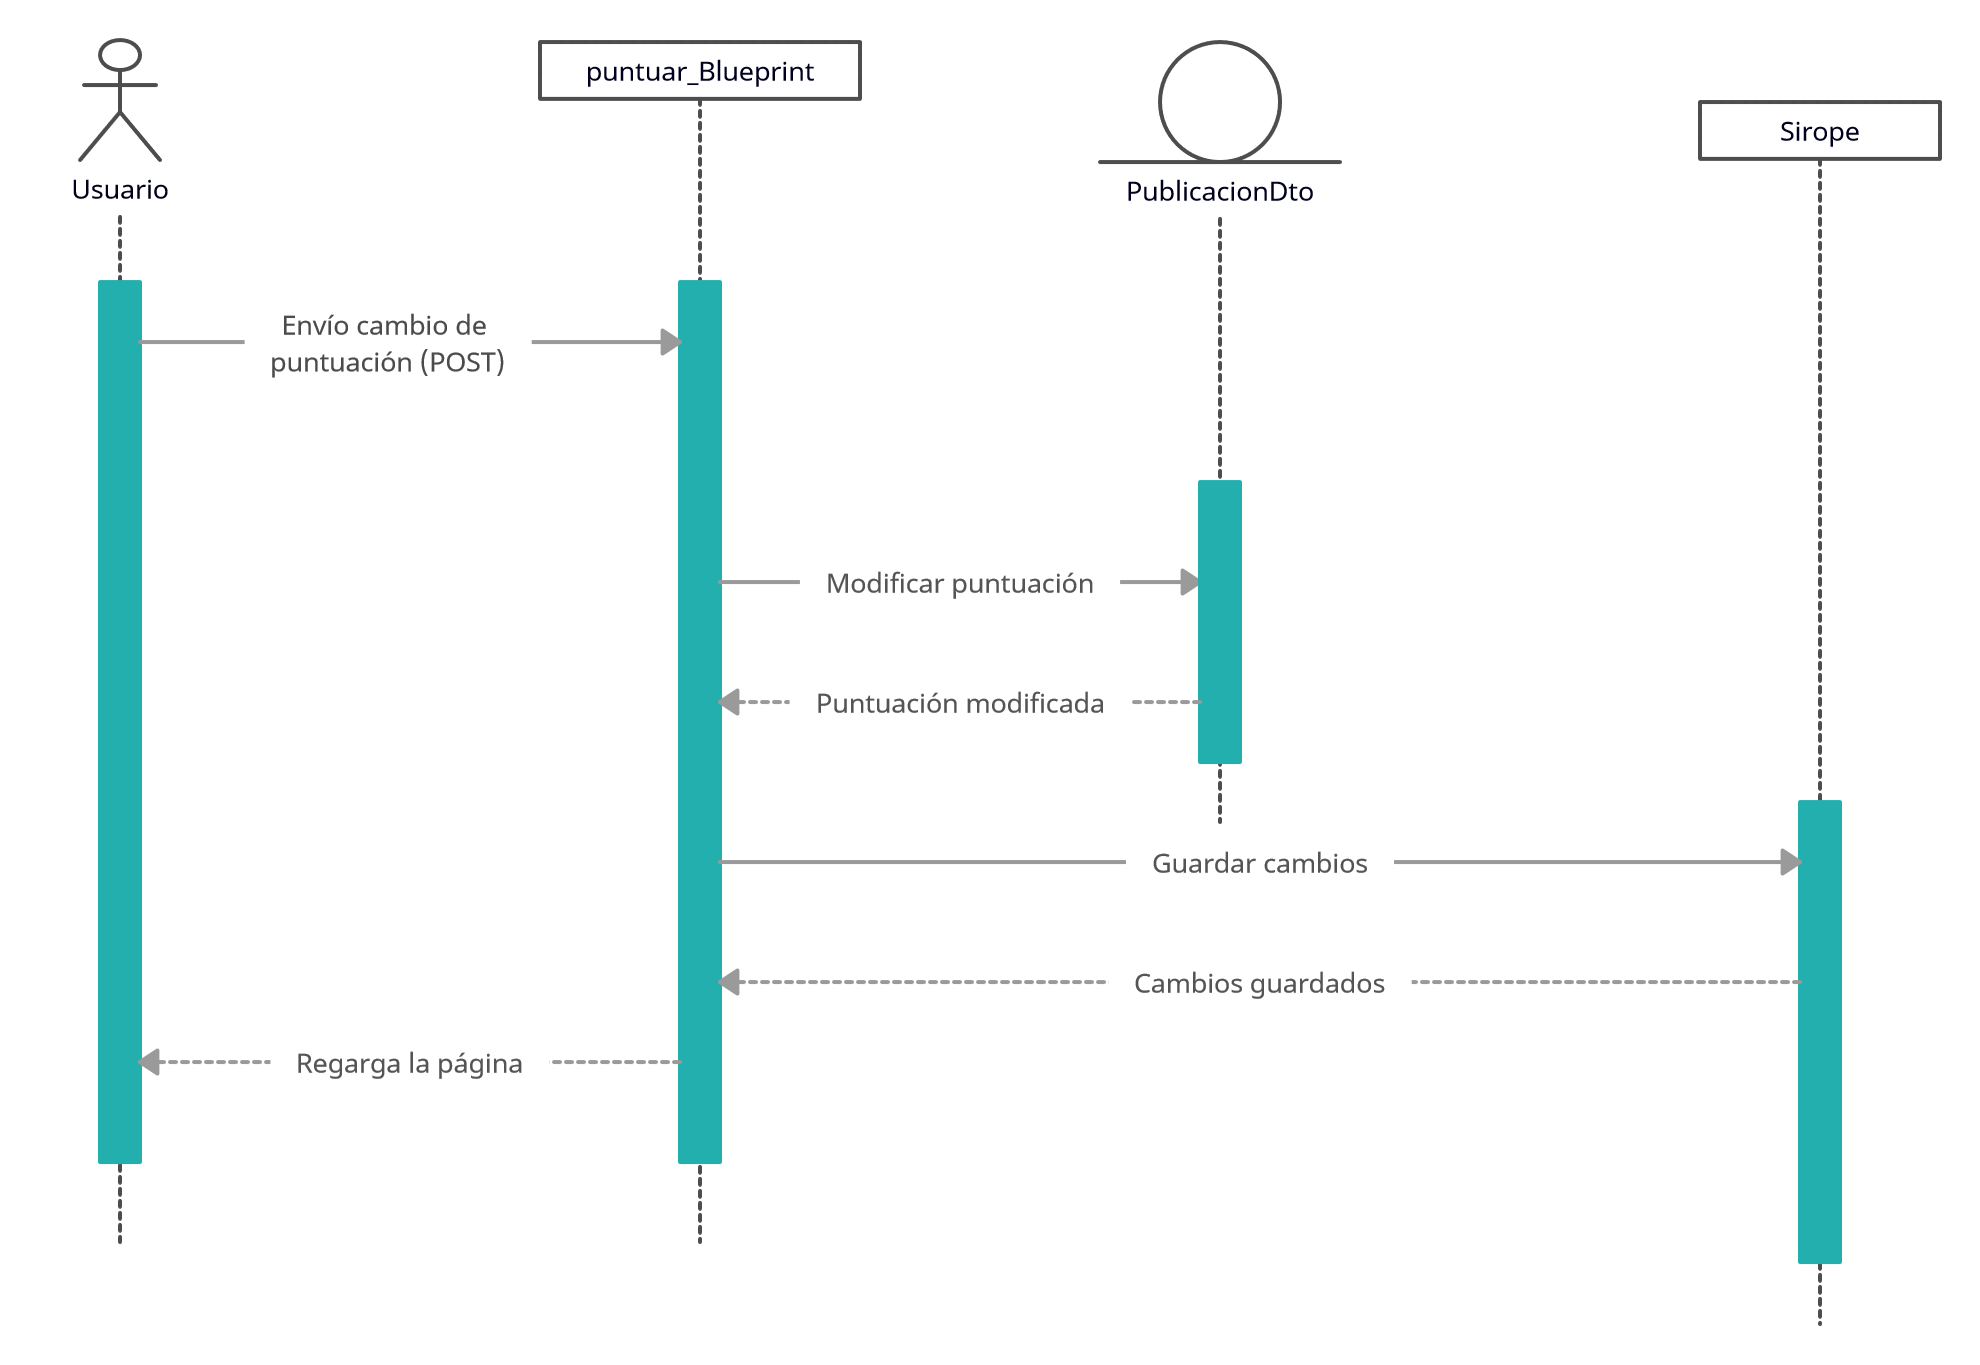 puntuar_Blueprint
Sirope
Usuario
PublicacionDto
Envío cambio de
puntuación (POST)
Modificar puntuación
Puntuación modificada
Guardar cambios
Cambios guardados
Regarga la página